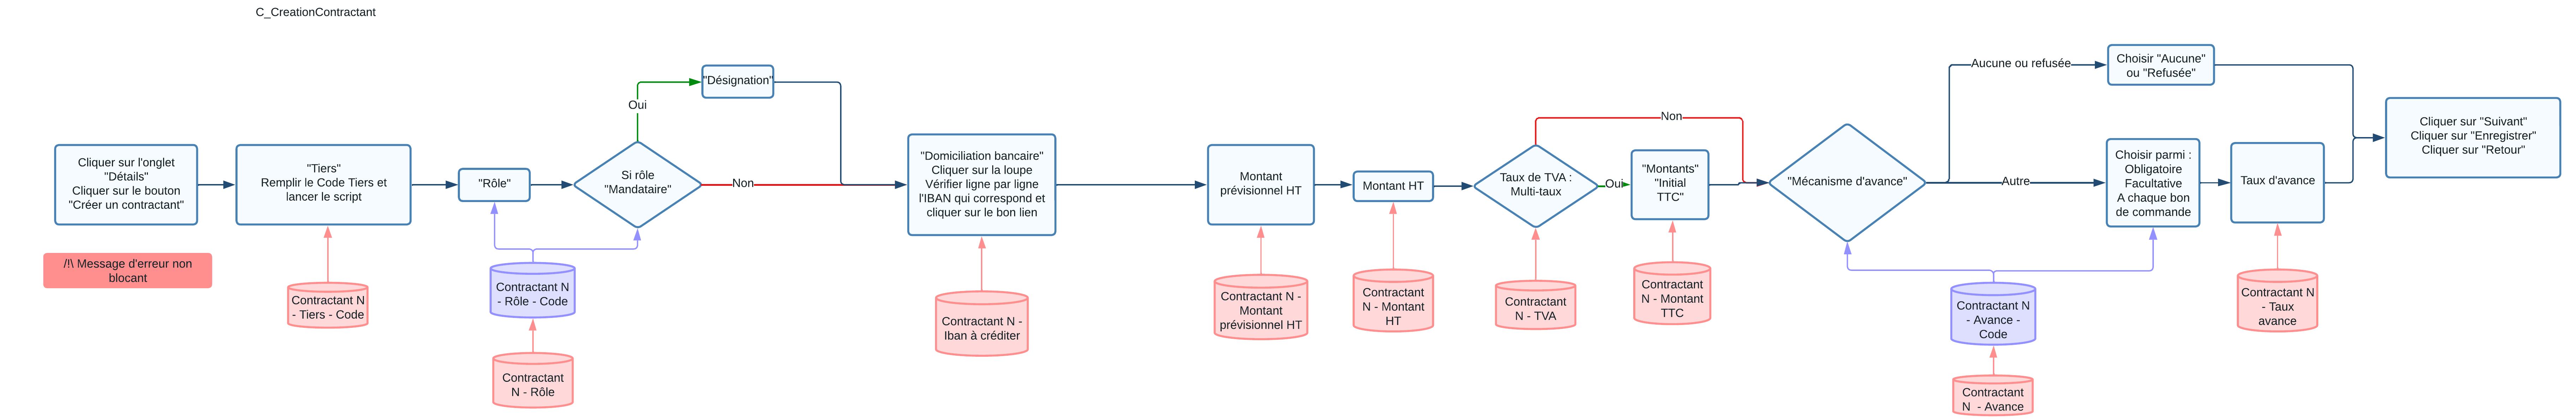 C_CreationContractant
Cliquer sur l'onglet
"Détails"
Cliquer sur le bouton
"Créer un contractant"
/!\ Message d'erreur non
blocant
"Tiers"
Remplir le Code Tiers et
lancer le script
Contractant N
- Tiers - Code
"Rôle"
Contractant N
- Rôle - Code
Contractant
N - Rôle
Si rôle
"Mandataire"
Oui
Non
"Désignation"
"Domiciliation bancaire"
Cliquer sur la loupe
Vérifier ligne par ligne
l'IBAN qui correspond et
cliquer sur le bon lien
Contractant N -
Iban à créditer
Montant
prévisionnel HT
Contractant N -
Montant
prévisionnel HT
Montant HT
Contractant
N - Montant
HT
Taux de TVA :
Multi-taux
Contractant
N - TVA
Non
Oui
"Montants"
"Initial
TTC"
Contractant
N - Montant
TTC
"Mécanisme d'avance"
Aucune ou refusée
Autre
Contractant N
- Avance -
Code
Contractant
N  - Avance
Choisir "Aucune"
ou "Refusée"
Choisir parmi :
Obligatoire
Facultative
A chaque bon
de commande
Taux d'avance
Contractant N
- Taux
avance
Cliquer sur "Suivant"
Cliquer sur "Enregistrer"
Cliquer sur "Retour"